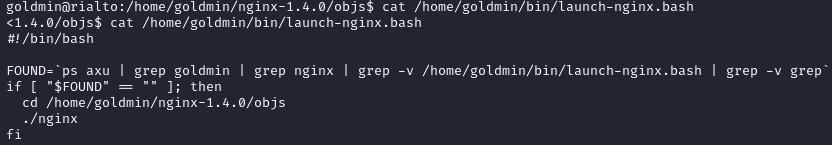 goldmin@rialto:/home/goldmin/nginx-1.4.0/objs$ cat /home/goldmin/bin/launch-nginx.bash
<1.4.0/objs$ cat /home/goldmin/bin/launch-nginx.bash
#!/bin/bash

FOUND=`ps axu | grep goldmin | grep nginx | grep -v /home/goldmin/bin/launch-nginx.bash | grep -v grep`
if [ "$FOUND" == "" ]; then
  cd /home/goldmin/nginx-1.4.0/objs
  ./nginx
fi